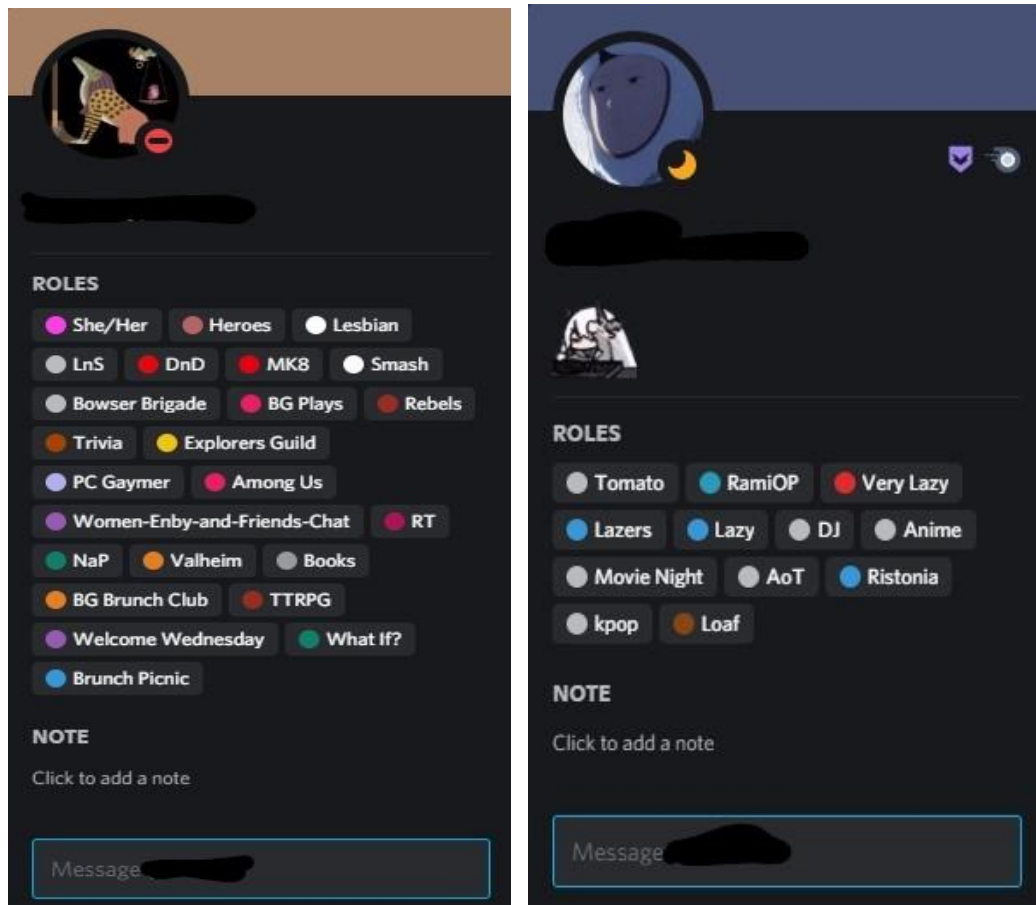 ROLES
She/Her Heroes Lesbian
LnS DnD MK8 Smash
Bowser Brigade BG Plays Rebels
Trivia Explorers Guild
PC Gaymer Among Us
Women-Enby-and-Friends-Chat RT
NaP Valheim Books
BG Brunch Club TTRPG
Welcome Wednesday What If?
Brunch Picnic
NOTE
Click to add a note
Message
ROLES
Tomato RamiOP Very Lazy
Lazers Lazy DJ Anime
Movie Night AoT Ristonia
kpop Loaf
NOTE
Click to add a note
Message